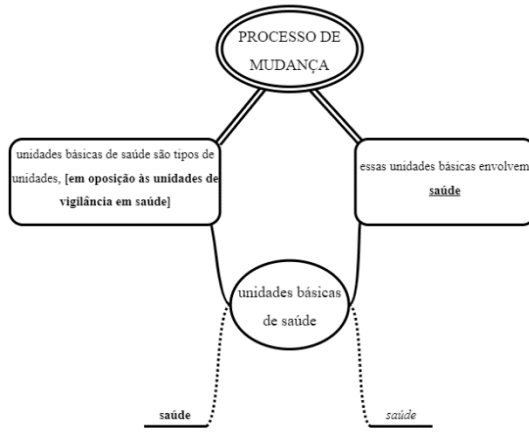 PROCESSO DE
MUDANÇA
unidades básicas de saúde são tipos de
unidades, [em oposição às unidades de
vigilância em saúde]
essas unidades básicas envolvem
saúde
unidades básicas
de saúde
saúde
saúde